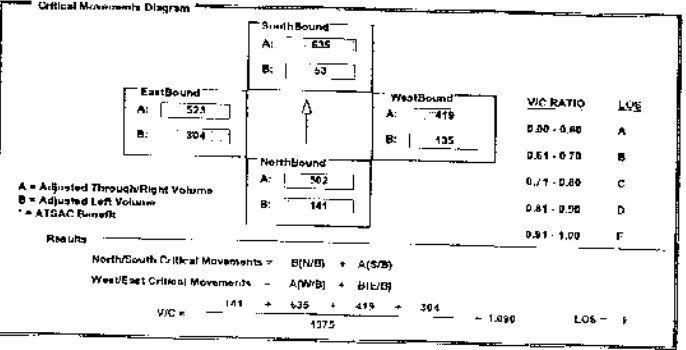 Critical Movements Diagram
SouthBound
A: 635
B: 53
EastBound
A: 523
B: 304
WestBound
A: 419
B: 135
NorthBound
A: 502
B: 141
V/C RATIO LOS
0.00 - 0.60 A
0.61 - 0.70 B
0.71 - 0.80 C
0.81 - 0.90 D
0.91 - 1.00 E
A = Adjusted Through/Right Volume
B = Adjusted Left Volume
* = ATSAC Benefit
Results
North/South Critical Movements = B(N/B) + A(S/B)
West/East Critical Movements = A(W/B) + B(E/B)
V/C = 141 + 635 + 419 + 304
1375
= 1.090 LOS = F